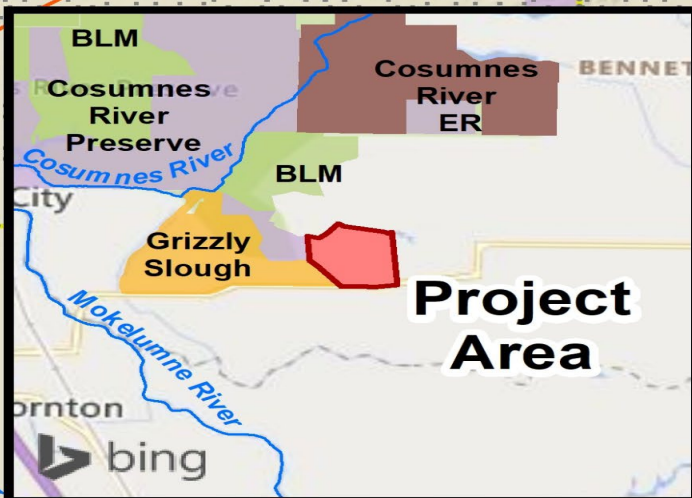 BLM
Cosumnes
River
Preserve
Cosumnes River
Cosumnes
River
ER
BENNET
BLM
City
Grizzly
Slough
Project
Area
Mokelumne River
ornton
bing